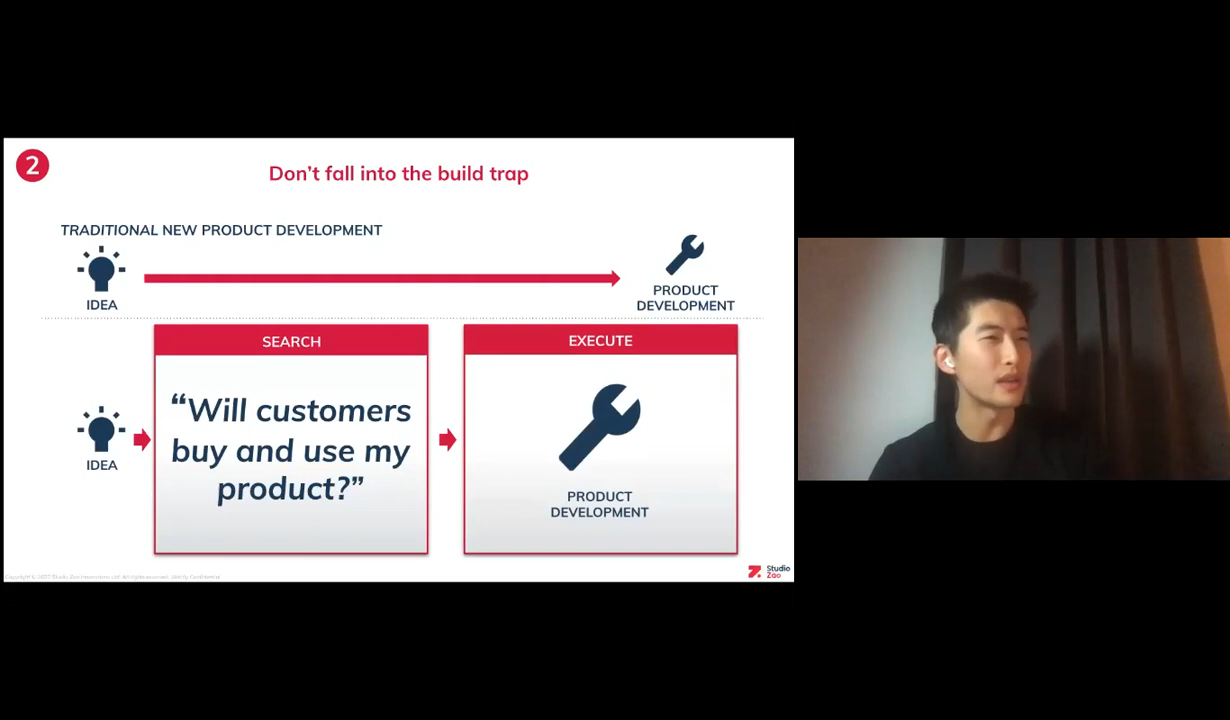 2
Don't fall into the build trap
TRADITIONAL NEW PRODUCT DEVELOPMENT
IDEA
PRODUCT
DEVELOPMENT
SEARCH
EXECUTE
“Will customers
buy and use my
product?”
IDEA
PRODUCT
DEVELOPMENT
Studio
Zao